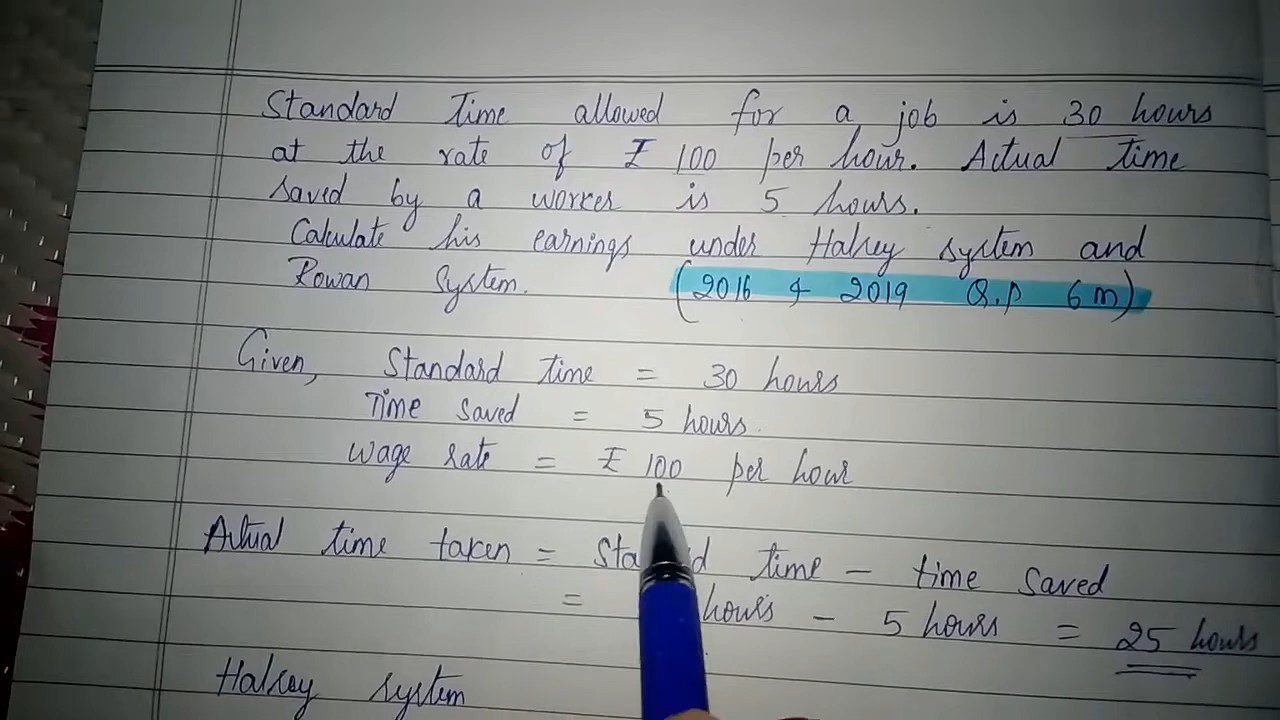 Standard Time allowed for a job is 30 hours
at the rate of ₹ 100 per hour. Actual Time
saved by a worker is 5 hours.
Calculate his earnings under Halsey system and
Rowan System. (2016 & 2019 Q.P 6m)
Given, Standard time = 30 hours
Time saved = 5 hours.
Wage rate = ₹ 100 per hour
Actual time taken = time - time saved
= hours - 5 hours = 25 hours
Halsey system